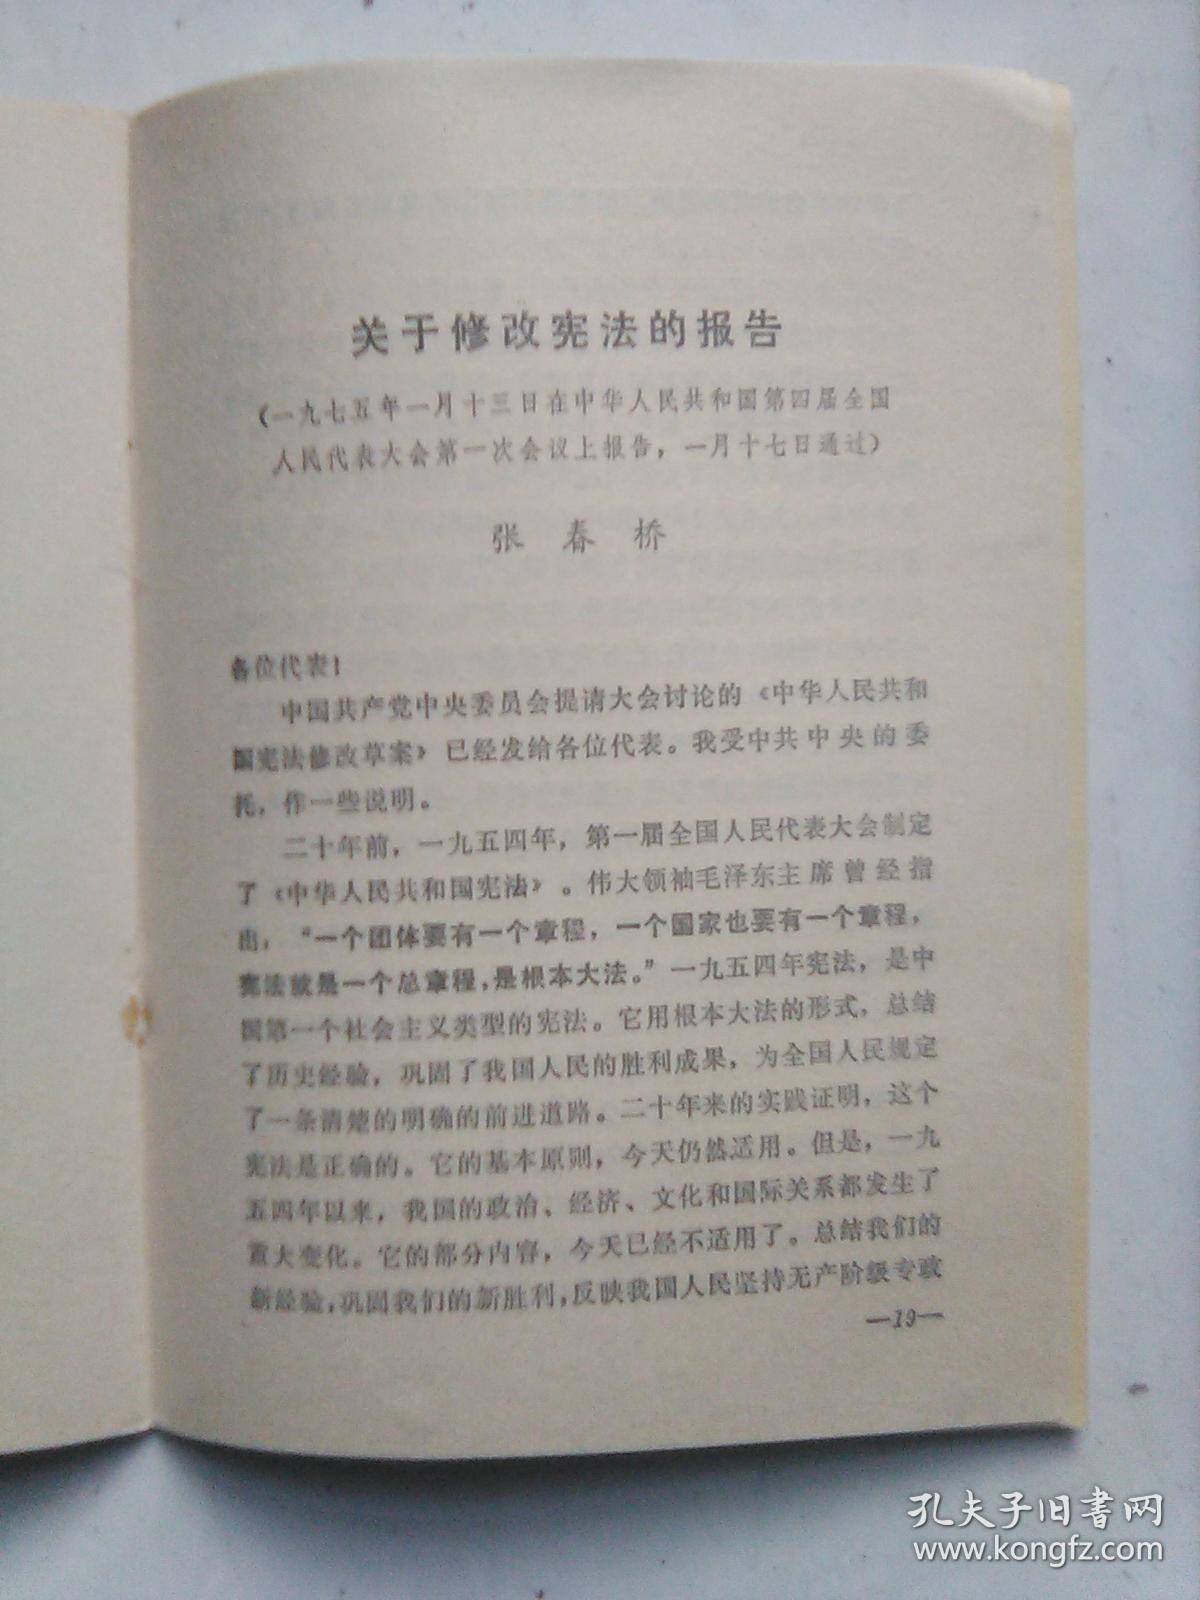 关于修改宪法的报告
（一九七五年一月十三日在中华人民共和国第四届全国
人民代表大会第一次会议上报告，一月十七日通过）
张春桥
各位代表！
中国共产党中央委员会提请大会讨论的《中华人民共和
国宪法修改草案》已经发给各位代表。我受中共中央的委
托，作一些说明。
二十年前，一九五四年，第一届全国人民代表大会制定
了《中华人民共和国宪法》。伟大领袖毛泽东主席曾经指
出，“一个团体要有一个章程，一个国家也要有一个章程，
宪法就是一个总章程，是根本大法。”一九五四年宪法，是中
国第一个社会主义类型的宪法。它用根本大法的形式，总结
了历史经验，巩固了我国人民的胜利成果，为全国人民规定
了一条清楚的明确的前进道路。二十年来的实践证明，这个
宪法是正确的。它的基本原则，今天仍然适用。但是，一九
五四年以来，我国的政治、经济、文化和国际关系都发生了
重大变化。它的部分内容，今天已经不适用了。总结我们的
新经验，巩固我们的新胜利，反映我国人民坚持无产阶级专政
—19—
孔夫子旧书网
www.kongfz.com